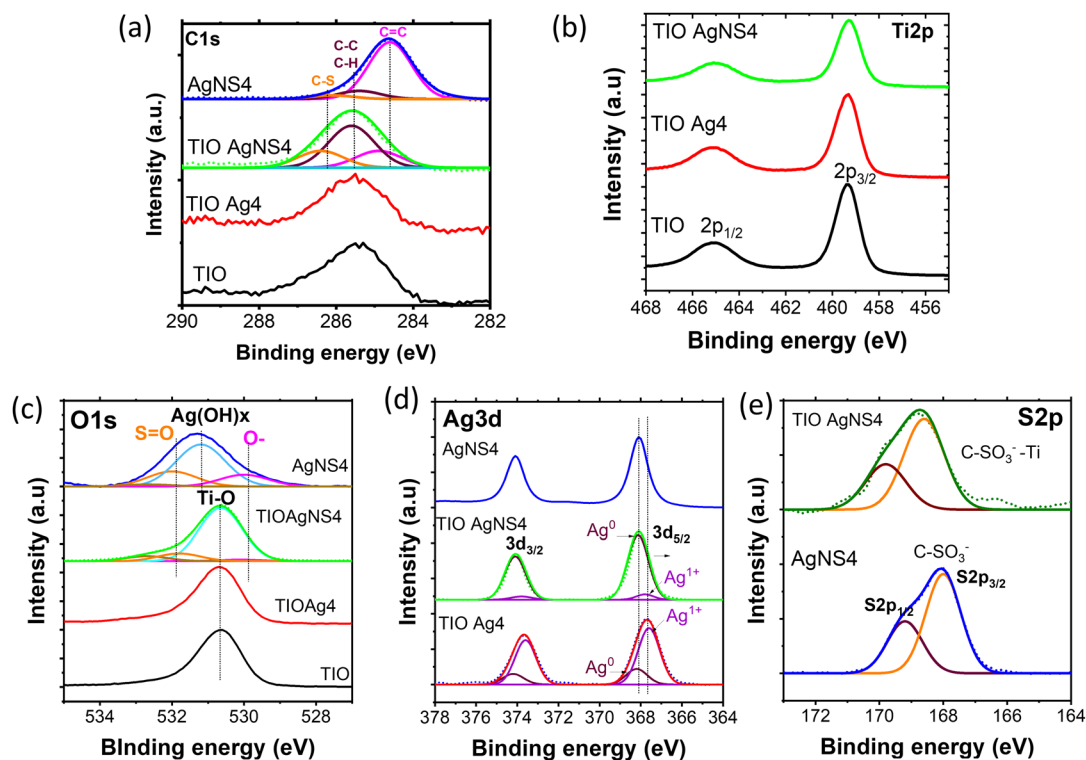 (a)
C1s
C=C
C-C
C-H
C-S
AgNS4
TIO AgNS4
TIO Ag4
TIO
Intensity (a.u.)
290 288 286 284 282
Binding energy (eV)
(b)
Ti2p
TIO AgNS4
TIO Ag4
2p3/2
TIO 2p1/2
Intensity (a.u)
468 465 462 460 458 455
Binding energy (eV)
(c)
O1s
Ag(OH)x
S=O
O-
AgNS4
Ti-O
TIOAgNS4
TIOAg4
TIO
Intensity (a.u)
534 532 530 528
BInding energy (eV)
(d)
Ag3d
AgNS4
TIO AgNS4
Ag0
3d3/2
3d5/2
Ag1+
TIO Ag4
Ag1+
Ag0
Intensity (a.u)
378 376 374 372 370 368 366 364
Binding energy (eV)
(e)
S2p
TIO AgNS4
C-SO3--Ti
AgNS4
C-SO3-
S2p3/2
S2p1/2
Intensity (a.u)
172 170 168 166 164
Binding energy (eV)